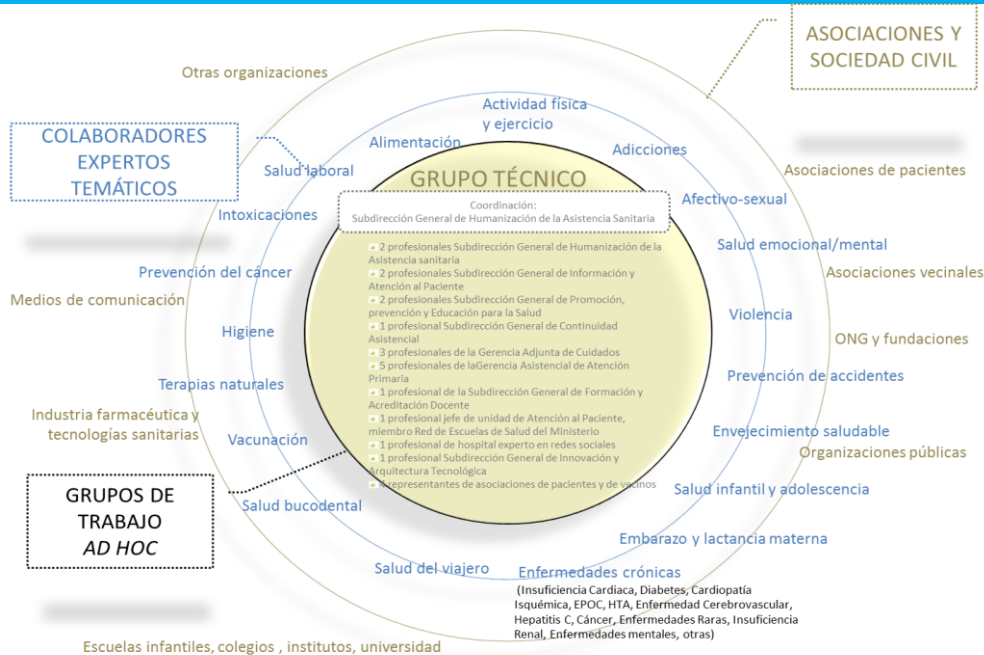 ASOCIACIONES Y
SOCIEDAD CIVIL
Otras organizaciones
COLABORADORES
EXPERTOS
TEMÁTICOS
Actividad física
y ejercicio
Alimentación
Adicciones
Salud laboral
Asociaciones de pacientes
Afectivo-sexual
Intoxicaciones
Salud emocional/mental
Prevención del cáncer
Asociaciones vecinales
Medios de comunicación
Violencia
Higiene
ONG y fundaciones
Terapias naturales
Prevención de accidentes
Industria farmacéutica y
tecnologías sanitarias
Vacunación
Envejecimiento saludable
Organizaciones públicas
GRUPO TÉCNICO
Coordinación:
Subdirección General de Humanización de la Asistencia Sanitaria
2 profesionales Subdirección General de Humanización de la
Asistencia sanitaria
2 profesionales Subdirección General de Información y
Atención al Paciente
2 profesionales Subdirección General de Promoción,
prevención y Educación para la Salud
1 profesional Subdirección General de Continuidad
Asistencial
3 profesionales de la Gerencia Adjunta de Cuidados
5 profesionales de laGerencia Asistencial de Atención
Primaria
1 profesional de la Subdirección General de Formación y
Acreditación Docente
1 profesional jefe de unidad de Atención al Paciente,
miembro Red de Escuelas de Salud del Ministerio
1 profesional de hospital experto en redes sociales
1 profesional Subdirección General de Innovación y
Arquitectura Tecnológica
4 representantes de asociaciones de pacientes y de vecinos
GRUPOS DE
TRABAJO
AD HOC
Salud bucodental
Salud infantil y adolescencia
Embarazo y lactancia materna
Salud del viajero
Enfermedades crónicas
(Insuficiencia Cardiaca, Diabetes, Cardiopatía
Isquémica, EPOC, HTA, Enfermedad Cerebrovascular,
Hepatitis C, Cáncer, Enfermedades Raras, Insuficiencia
Renal, Enfermedades mentales, otras)
Escuelas infantiles, colegios , institutos, universidad